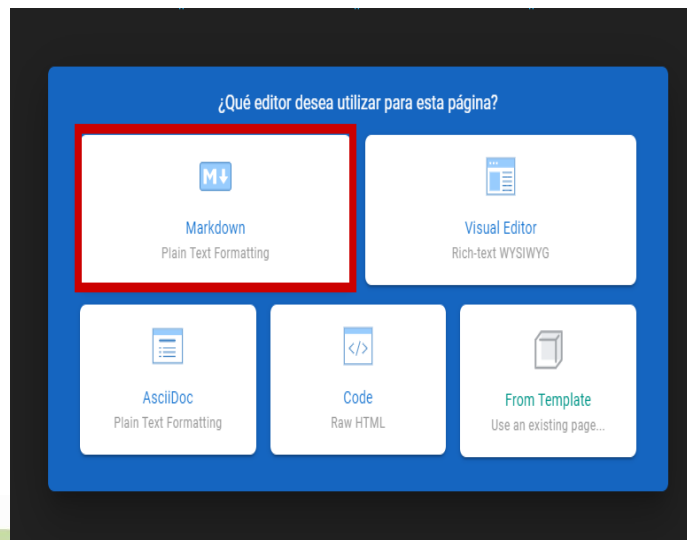 ¿Qué editor desea utilizar para esta página?
M
Markdown
Plain Text Formatting
Visual Editor
Rich-text WYSIWYG
</>
AsciiDoc
Plain Text Formatting
Code
Raw HTML
From Template
Use an existing page...